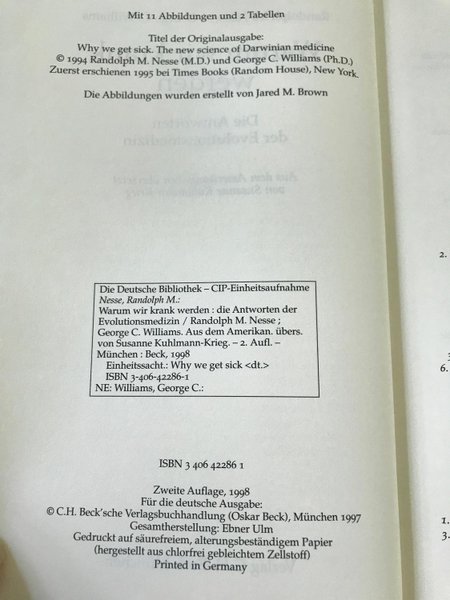 Mit 11 Abbildungen und 2 Tabellen
Titel der Originalausgabe:
Why we get sick. The new science of Darwinian medicine
© 1994 Randolph M. Nesse (M.D.) und George C. Williams (Ph.D.)
Zuerst erschienen 1995 bei Times Books (Random House), New York.
Die Abbildungen wurden erstellt von Jared M. Brown
Die Deutsche Bibliothek – CIP-Einheitsaufnahme
Nesse, Randolph M.:
Warum wir krank werden : die Antworten der
Evolutionsmedizin / Randolph M. Nesse ;
George C. Williams. Aus dem Amerikan. übers.
von Susanne Kuhlmann-Krieg. – 2. Aufl. –
München : Beck, 1998
Einheitssacht.: Why we get sick <dt.>
ISBN 3-406-42286-1
NE: Williams, George C.:
ISBN 3 406 42286 1
Zweite Auflage, 1998
Für die deutsche Ausgabe:
© C.H. Beck'sche Verlagsbuchhandlung (Oskar Beck), München 1997
Gesamtherstellung: Ebner Ulm
Gedruckt auf säurefreiem, alterungsbeständigem Papier
(hergestellt aus chlorfrei gebleichtem Zellstoff)
Printed in Germany
2.
3
6.
1.
3.